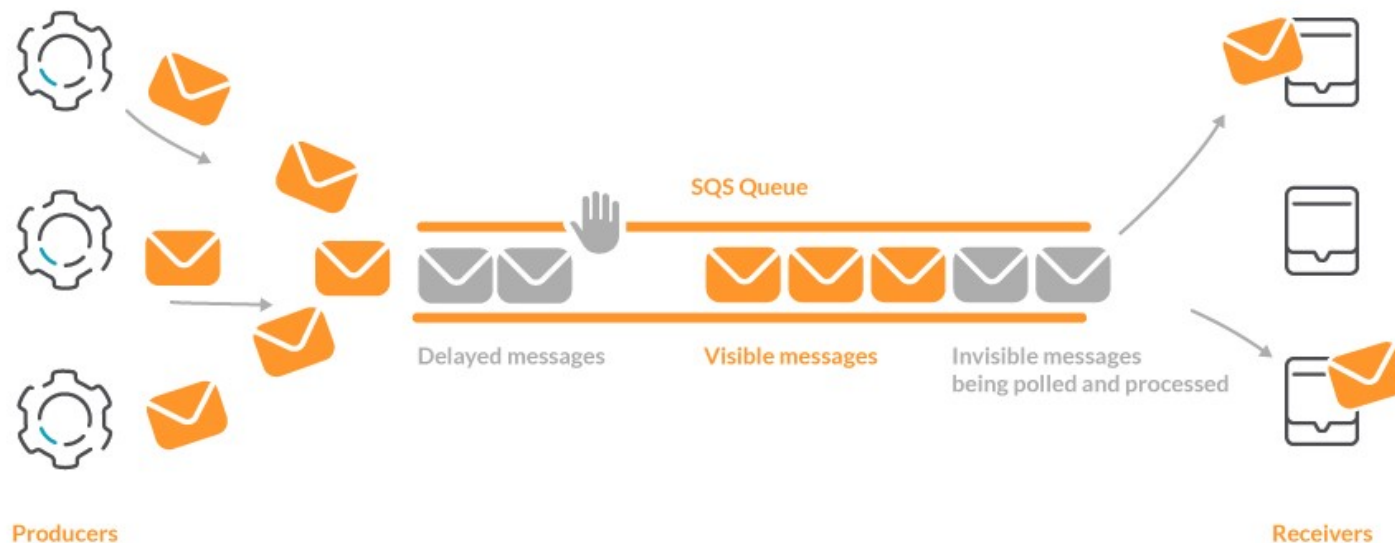 SQS Queue
Delayed messages
Visible messages
Invisible messages
being polled and processed
Producers
Receivers